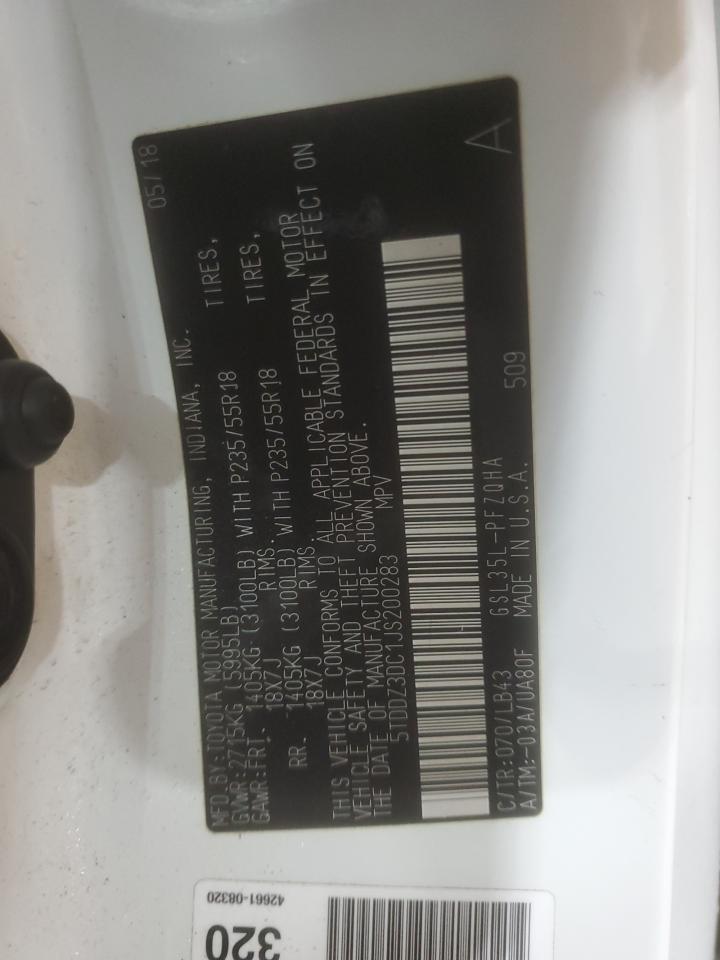 MFD.BY:TOYOTA MOTOR MANUFACTURING, INDIANA, INC. 05/18
GVWR:2715KG (5995LB)
GAWR:FRT. 1405KG (3100LB) WITH P235/55R18 TIRES,
18X7J RIMS.
RR. 1405KG (3100LB) WITH P235/55R18 TIRES,
18X7J RIMS.
THIS VEHICLE CONFORMS TO ALL APPLICABLE FEDERAL MOTOR
VEHICLE SAFETY AND THEFT PREVENTION STANDARDS IN EFFECT ON
THE DATE OF MANUFACTURE SHOWN ABOVE.
5TDDZ3DC1JS200283 MPV
C/TR:070/LB43 GSL35L-PFZQHA
A/TM:-03A/UA80F MADE IN U.S.A. 509
A
42661-08320
320